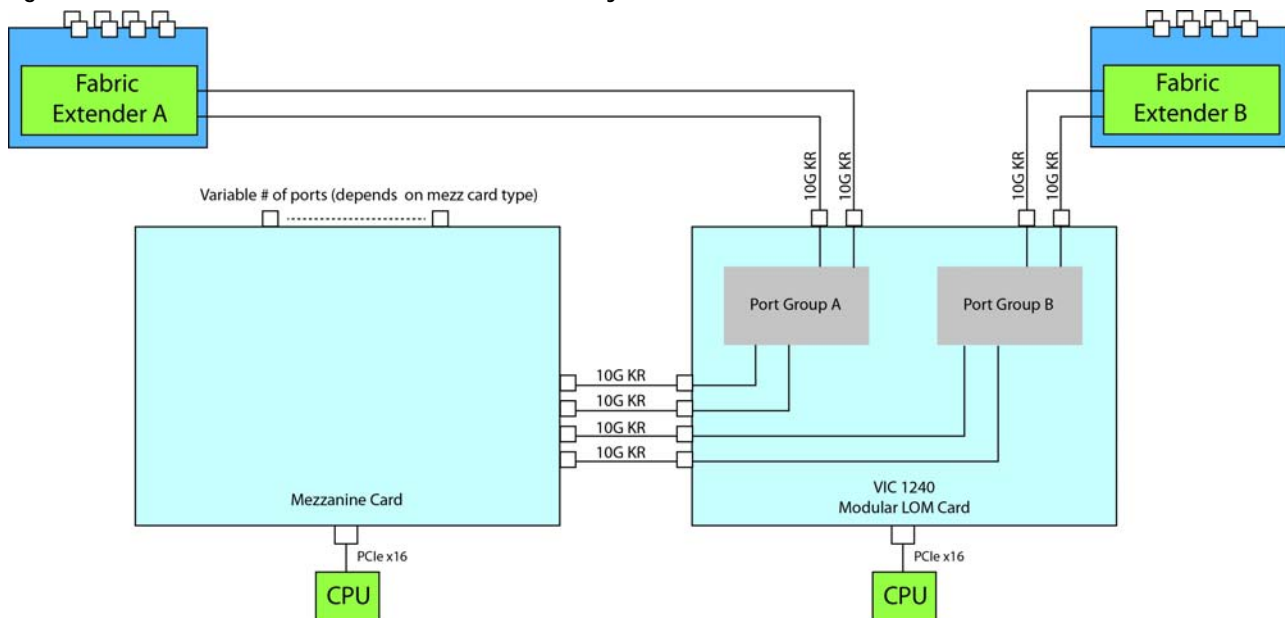 Fabric
Extender A
Fabric
Extender B
10G KR
10G KR
10G KR
10G KR
Variable # of ports (depends on mezz card type)
Port Group A
Port Group B
10G KR
10G KR
10G KR
10G KR
Mezzanine Card
VIC 1240
Modular LOM Card
PCIe x16
PCIe x16
CPU
CPU